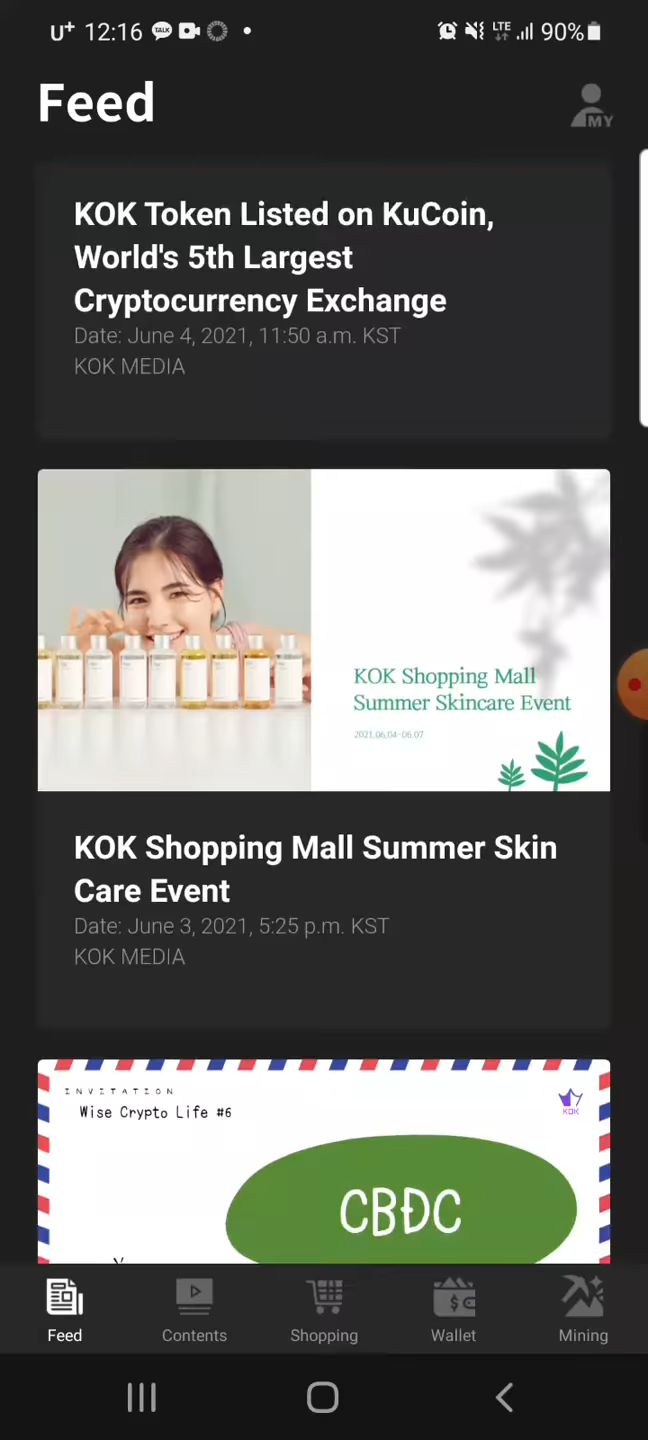 U+ 12:16 TALK LTE 90%
Feed
MY
KOK Token Listed on KuCoin,
World's 5th Largest
Cryptocurrency Exchange
Date: June 4, 2021, 11:50 a.m. KST
KOK MEDIA
KOK Shopping Mall
Summer Skincare Event
2021.06.04-06.07
KOK Shopping Mall Summer Skin
Care Event
Date: June 3, 2021, 5:25 p.m. KST
KOK MEDIA
INVITATION
Wise Crypto Life #6
KOK
CBĐC
Feed Contents Shopping Wallet Mining